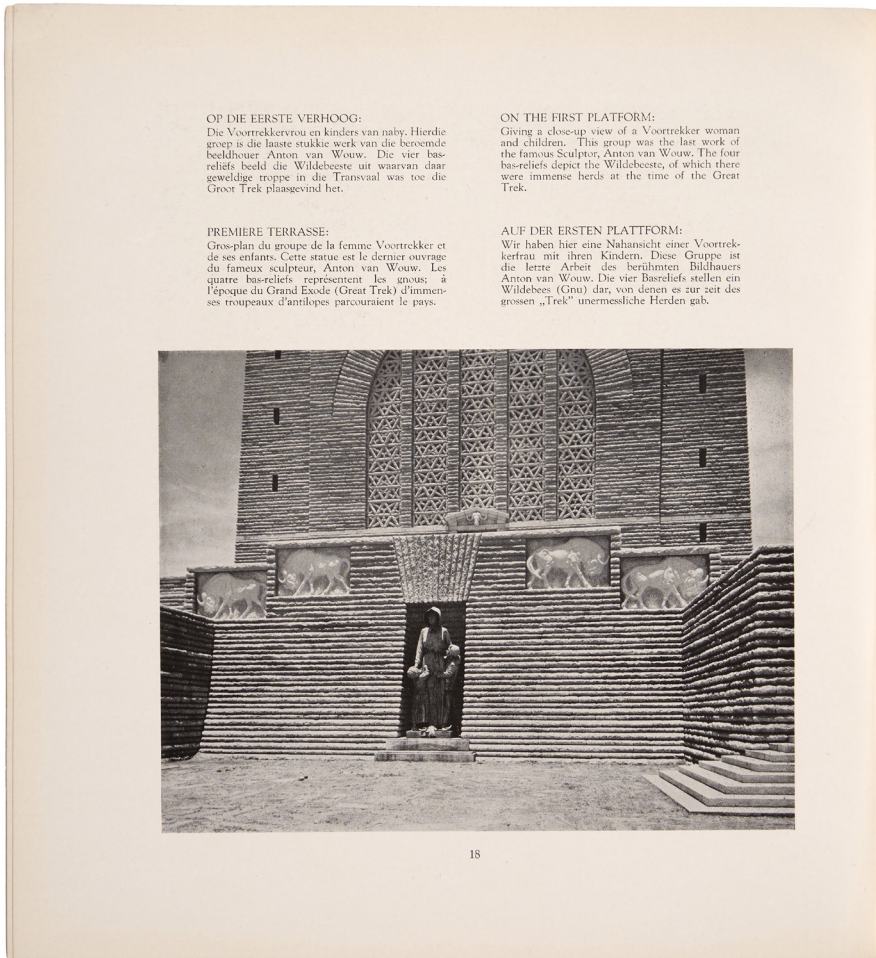 OP DIE EERSTE VERHOOG:
Die Voortrekkervrou en kinders van naby. Hierdie
groep is die laaste stukkie werk van die beroemde
beeldhouer Anton van Wouw. Die vier bas-
reliëfs beeld die Wildebeeste uit waarvan daar
geweldige troppe in die Transvaal was toe die
Groot Trek plaasgevind het.
ON THE FIRST PLATFORM:
Giving a close-up view of a Voortrekker woman
and children. This group was the last work of
the famous Sculptor, Anton van Wouw. The four
bas-reliefs depict the Wildebeeste, of which there
were immense herds at the time of the Great
Trek.
PREMIERE TERRASSE:
Gros-plan du groupe de la femme Voortrekker et
de ses enfants. Cette statue est le dernier ouvrage
du fameux sculpteur, Anton van Wouw. Les
quatre bas-reliefs représentent les gnous; à
l'époque du Grand Exode (Great Trek) d'immen-
ses troupeaux d'antilopes parcouraient le pays.
AUF DER ERSTEN PLATTFORM:
Wir haben hier eine Nahansicht einer Voortrek-
kerfrau mit ihren Kindern. Diese Gruppe ist
die letzte Arbeit des berühmten Bildhauers
Anton van Wouw. Die vier Basreliefs stellen ein
Wildebees (Gnu) dar, von denen es zur zeit des
grossen „Trek" unermessliche Herden gab.
18